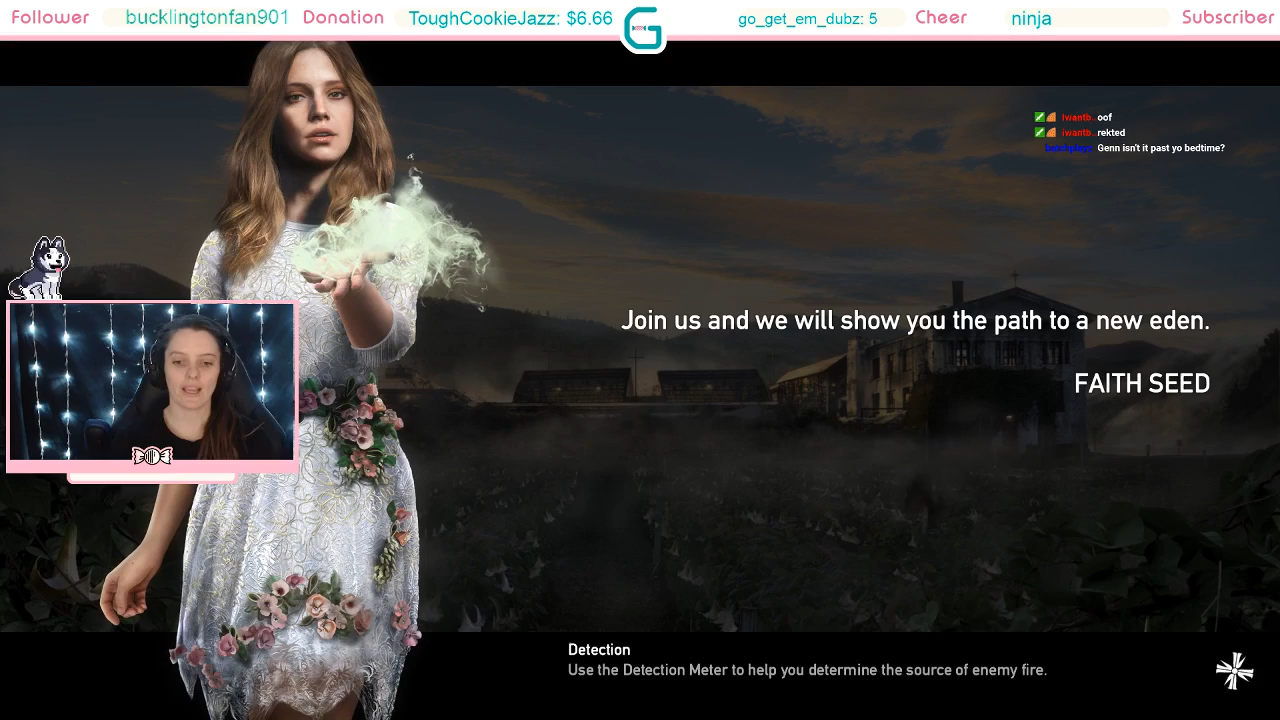 Follower bucklingtonfan901 Donation ToughCookieJazz: $6.66 G go_get_em_dubz: 5 Cheer ninja Subscriber
iwantb.. oof
iwantb.. rekted
Genn isn't it past yo bedtime?
Join us and we will show you the path to a new eden.
FAITH SEED
Detection
Use the Detection Meter to help you determine the source of enemy fire.